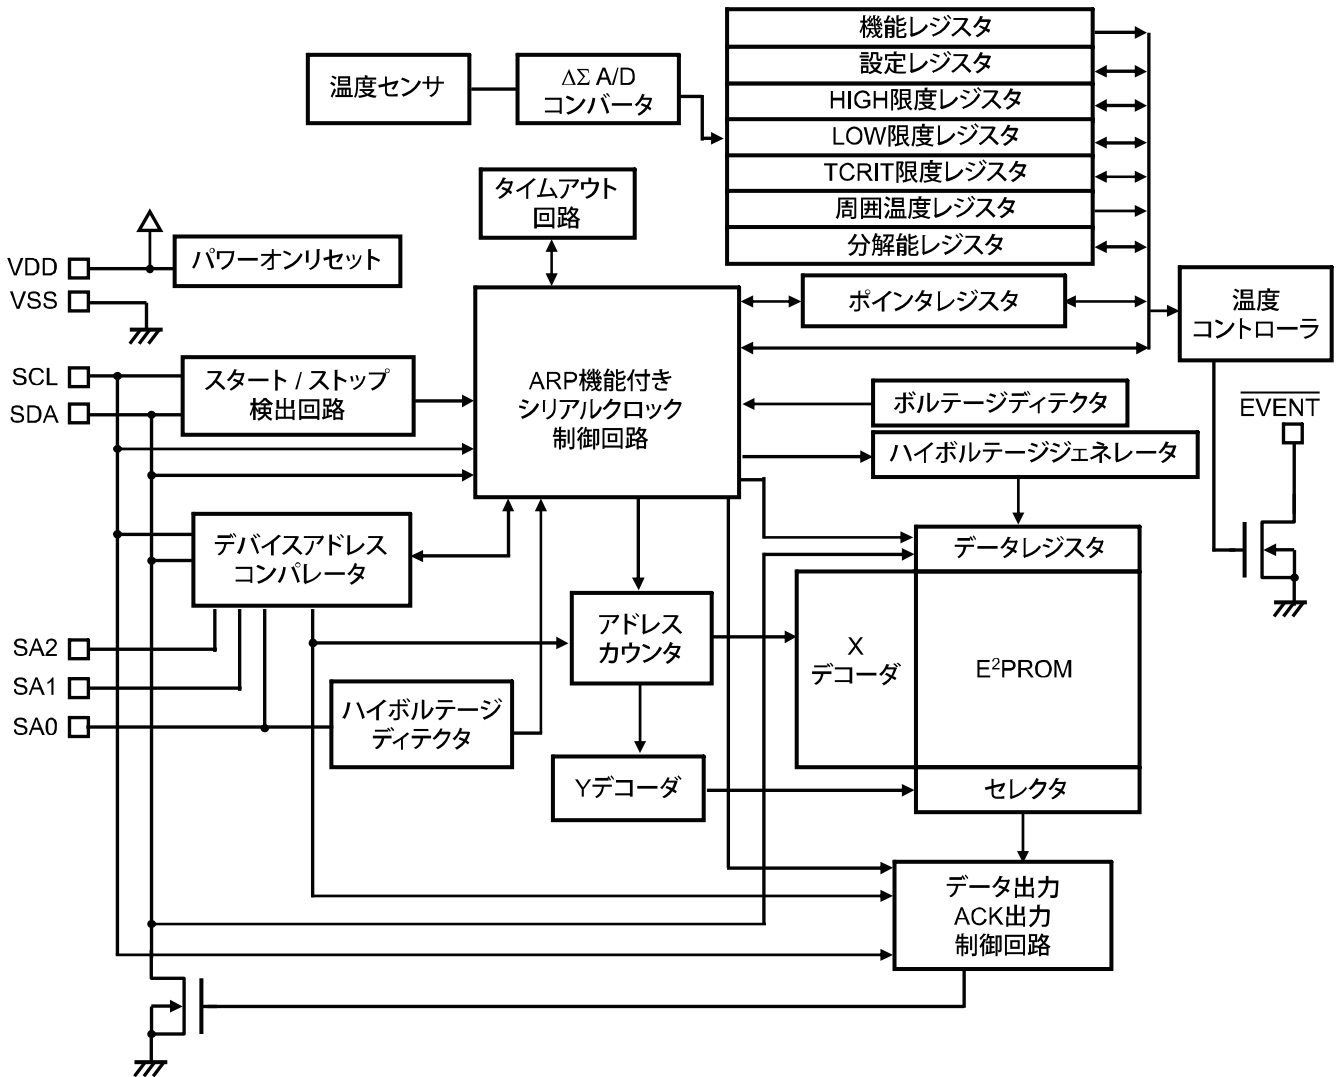 機能レジスタ
設定レジスタ
HIGH限度レジスタ
LOW限度レジスタ
TCRIT限度レジスタ
周囲温度レジスタ
分解能レジスタ
温度センサ
ΔΣ A/D
コンバータ
タイムアウト
回路
VDD
パワーオンリセット
VSS
ポインタレジスタ
温度
コントローラ
SCL
SDA
スタート / ストップ
検出回路
ARP機能付き
シリアルクロック
制御回路
ボルテージディテクタ
ハイボルテージジェネレータ
EVENT
デバイスアドレス
コンパレータ
データレジスタ
アドレス
カウンタ
X
デコーダ
E²PROM
SA2
SA1
SA0
ハイボルテージ
ディテクタ
Yデコーダ
セレクタ
データ出力
ACK出力
制御回路